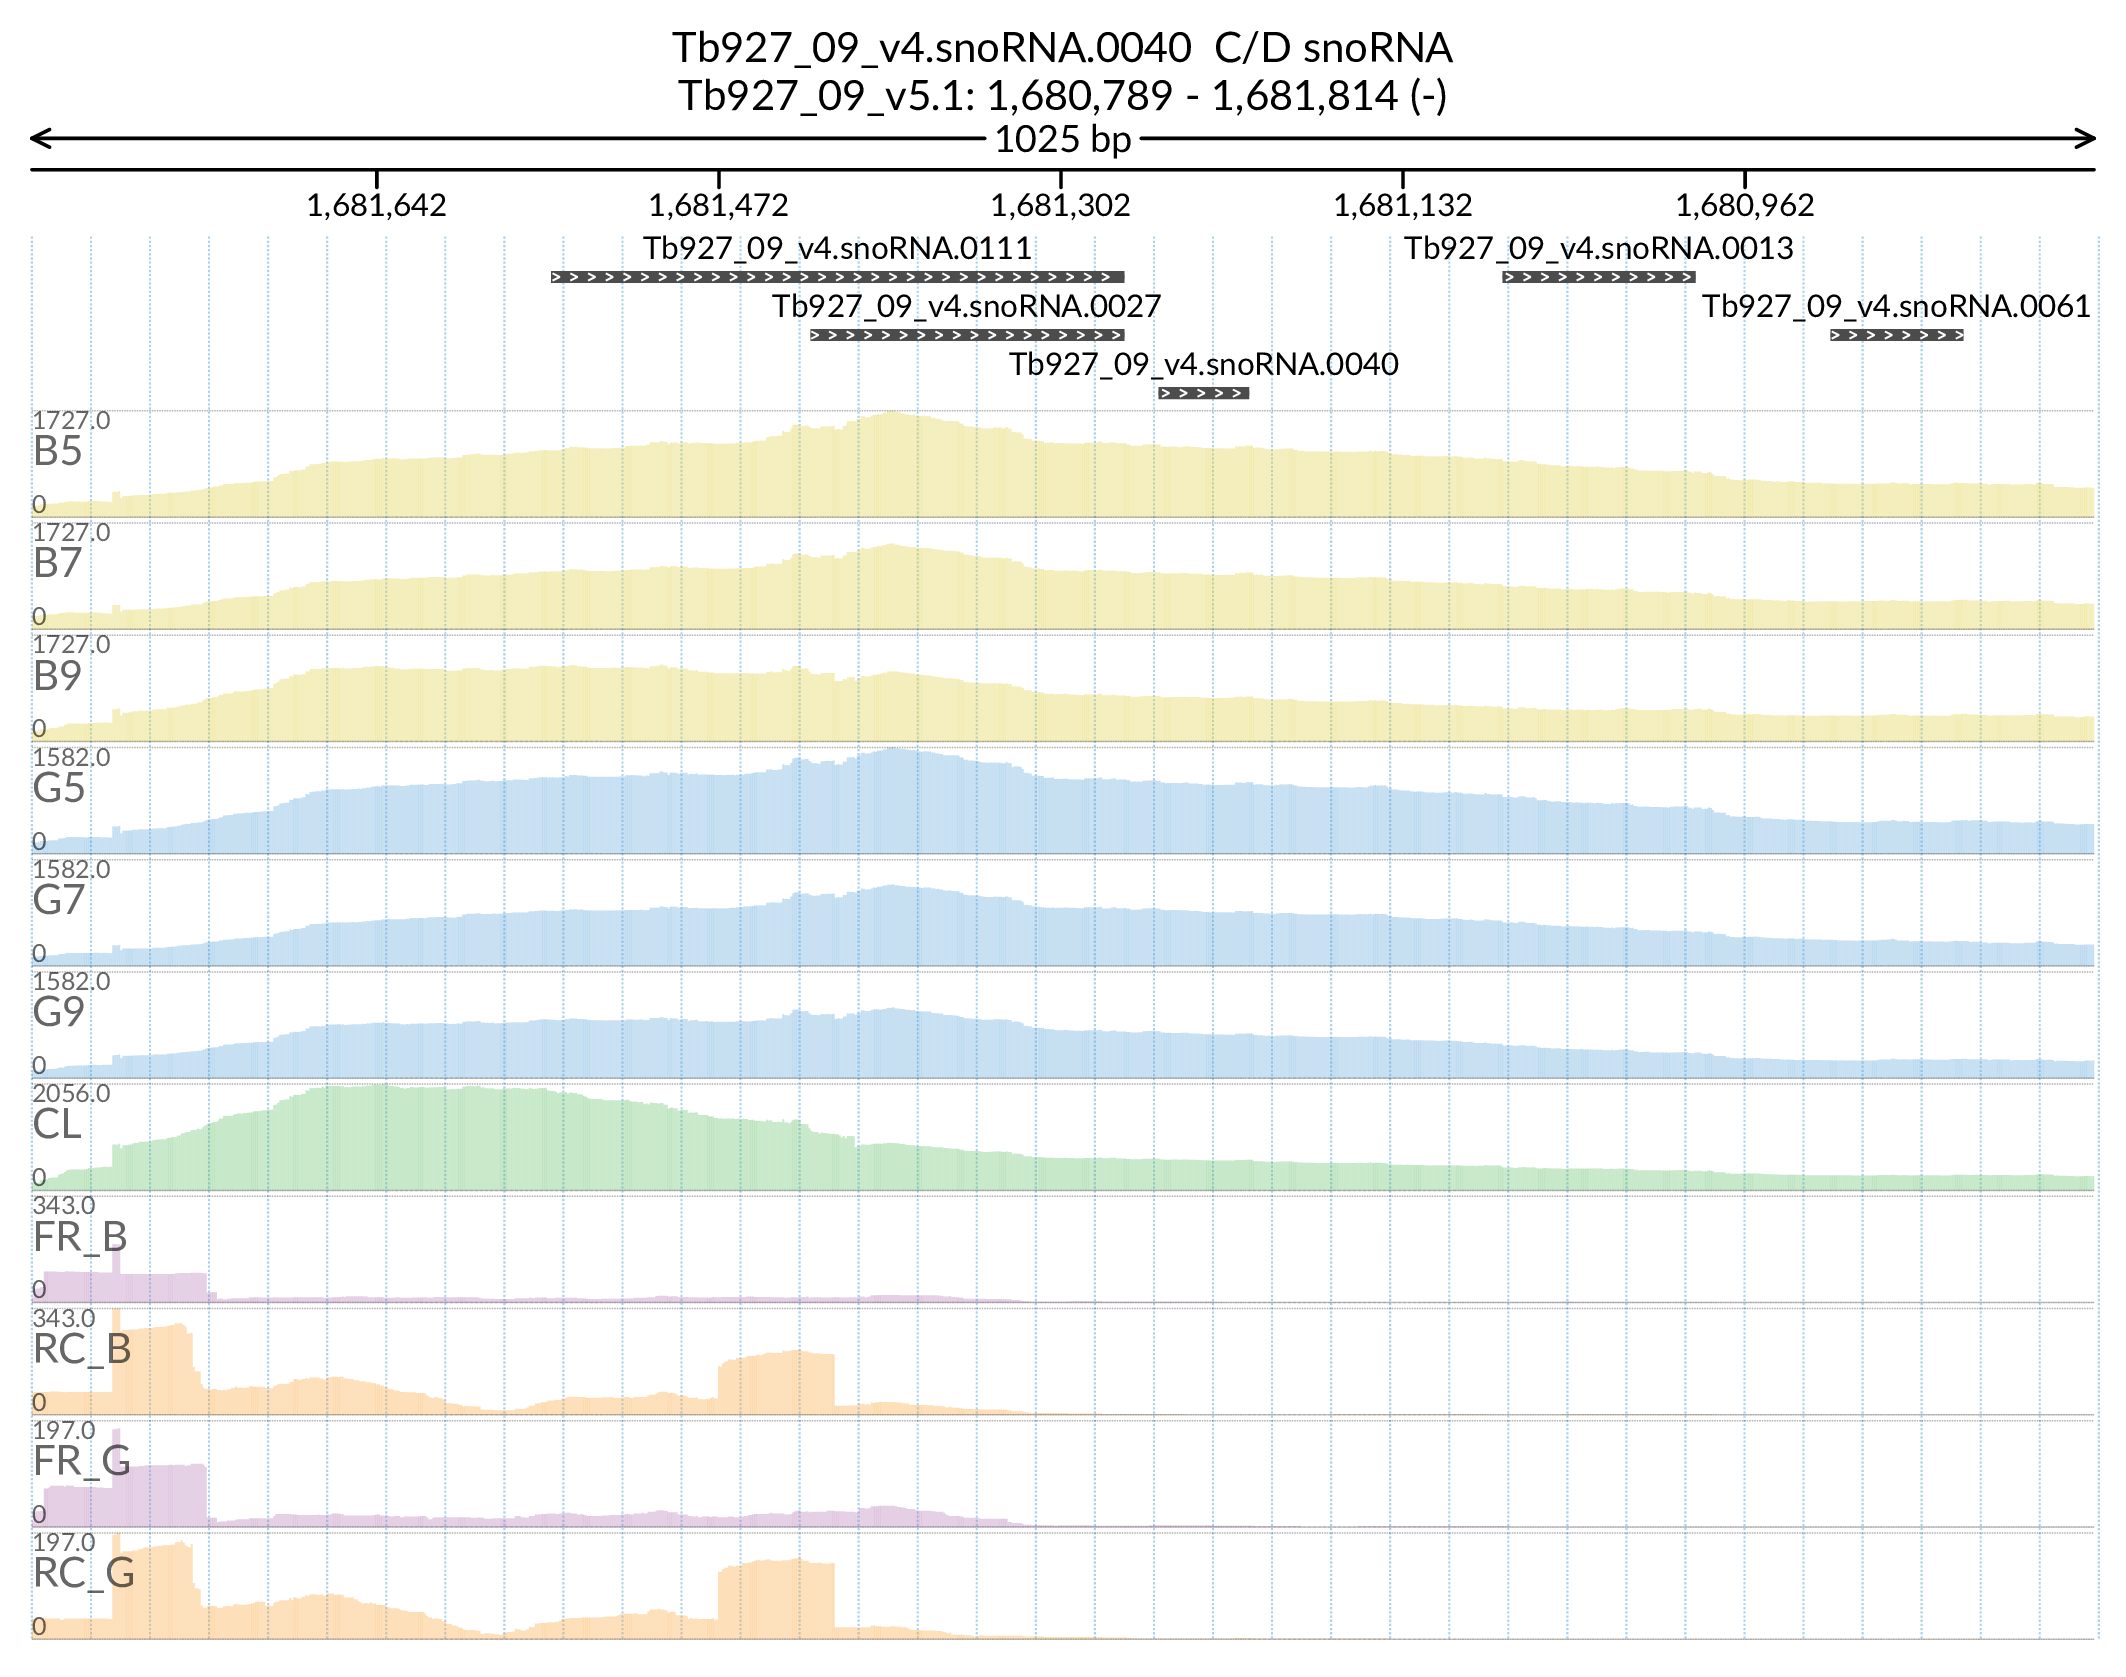 Tb927_09_v4.snoRNA.0040  C/D snoRNA
Tb927_09_v5.1: 1,680,789 - 1,681,814 (-)
1025 bp
1,681,642 1,681,472 1,681,302 1,681,132 1,680,962
Tb927_09_v4.snoRNA.0111 Tb927_09_v4.snoRNA.0013
Tb927_09_v4.snoRNA.0027 Tb927_09_v4.snoRNA.0061
Tb927_09_v4.snoRNA.0040
1727.0
B5
0
1727.0
B7
0
1727.0
B9
0
1582.0
G5
0
1582.0
G7
0
1582.0
G9
0
2056.0
CL
0
343.0
FR_B
0
343.0
RC_B
0
197.0
FR_G
0
197.0
RC_G
0